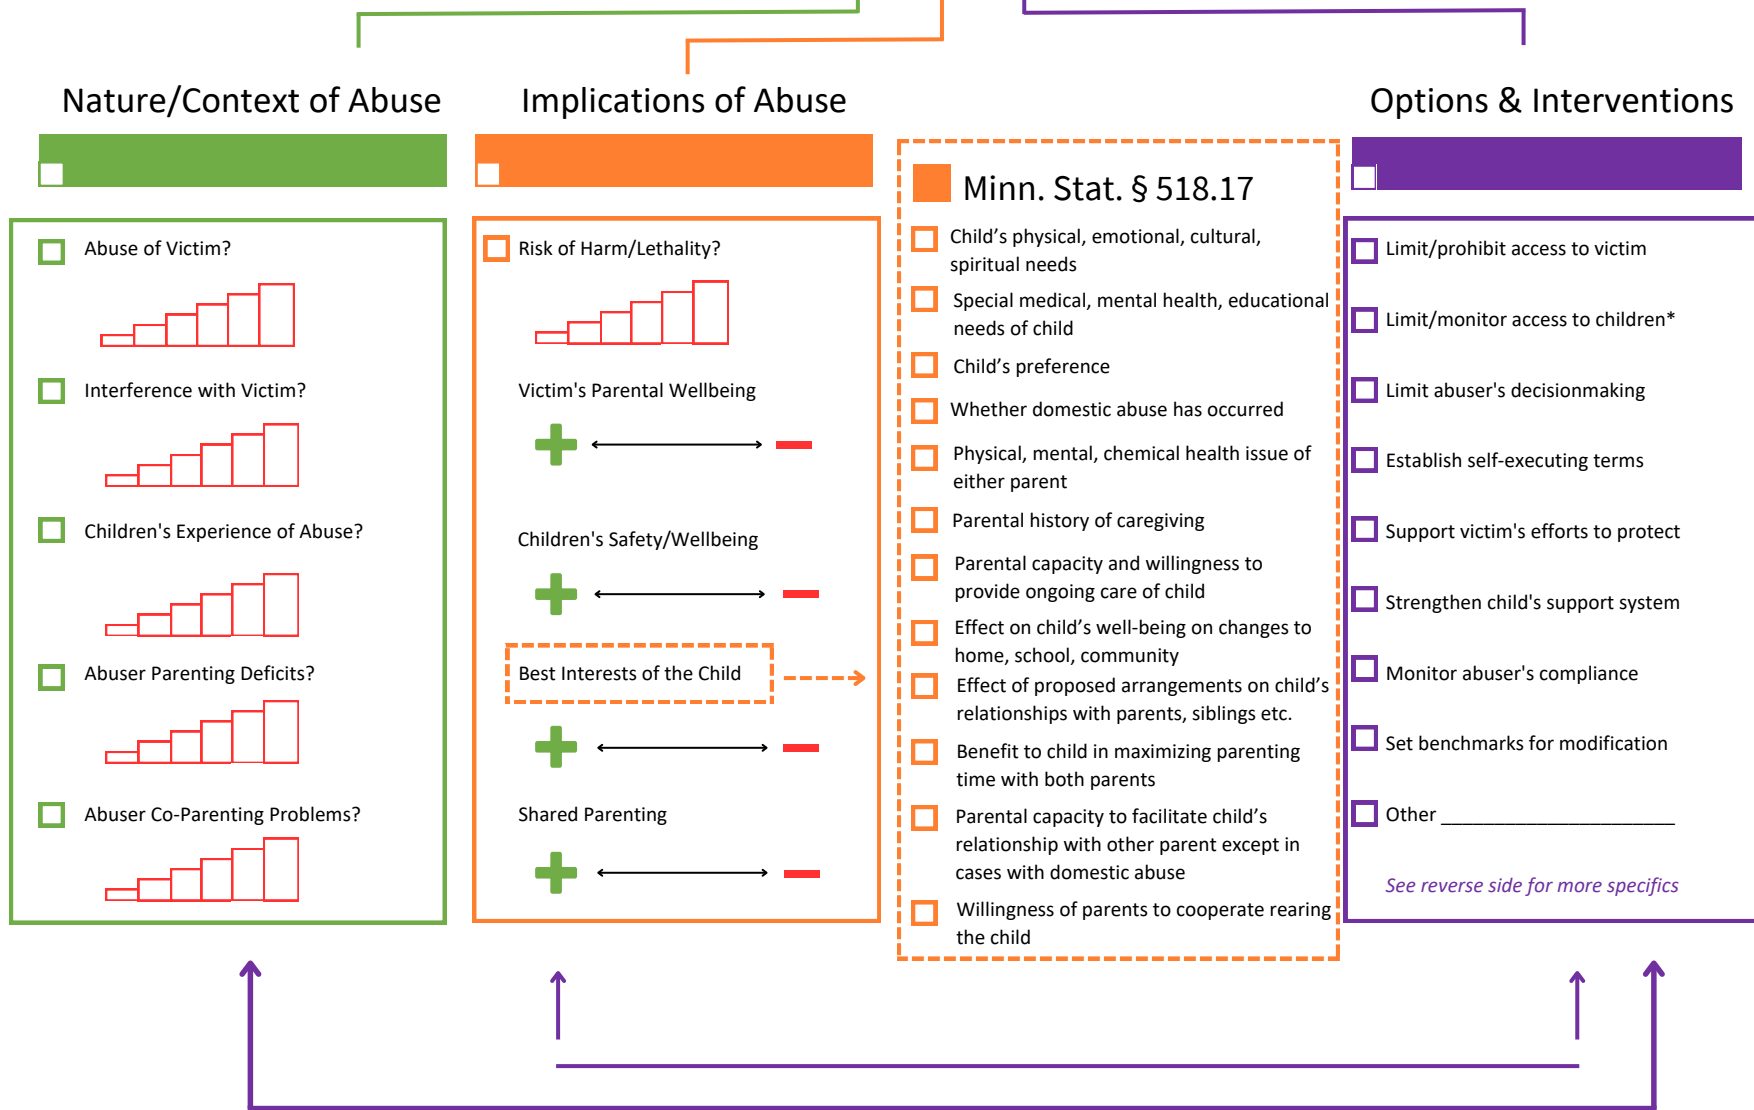 Nature/Context of Abuse
Abuse of Victim?
Interference with Victim?
Children's Experience of Abuse?
Abuser Parenting Deficits?
Abuser Co-Parenting Problems?
Implications of Abuse
Risk of Harm/Lethality?
Victim's Parental Wellbeing
Children's Safety/Wellbeing
Best Interests of the Child
Shared Parenting
Minn. Stat. § 518.17
Child’s physical, emotional, cultural,
spiritual needs
Special medical, mental health, educational
needs of child
Child’s preference
Whether domestic abuse has occurred
Physical, mental, chemical health issue of
either parent
Parental history of caregiving
Parental capacity and willingness to
provide ongoing care of child
Effect on child’s well-being on changes to
home, school, community
Effect of proposed arrangements on child’s
relationships with parents, siblings etc.
Benefit to child in maximizing parenting
time with both parents
Parental capacity to facilitate child’s
relationship with other parent except in
cases with domestic abuse
Willingness of parents to cooperate rearing
the child
Options & Interventions
Limit/prohibit access to victim
Limit/monitor access to children*
Limit abuser's decisionmaking
Establish self-executing terms
Support victim's efforts to protect
Strengthen child's support system
Monitor abuser's compliance
Set benchmarks for modification
Other ______________________
See reverse side for more specifics